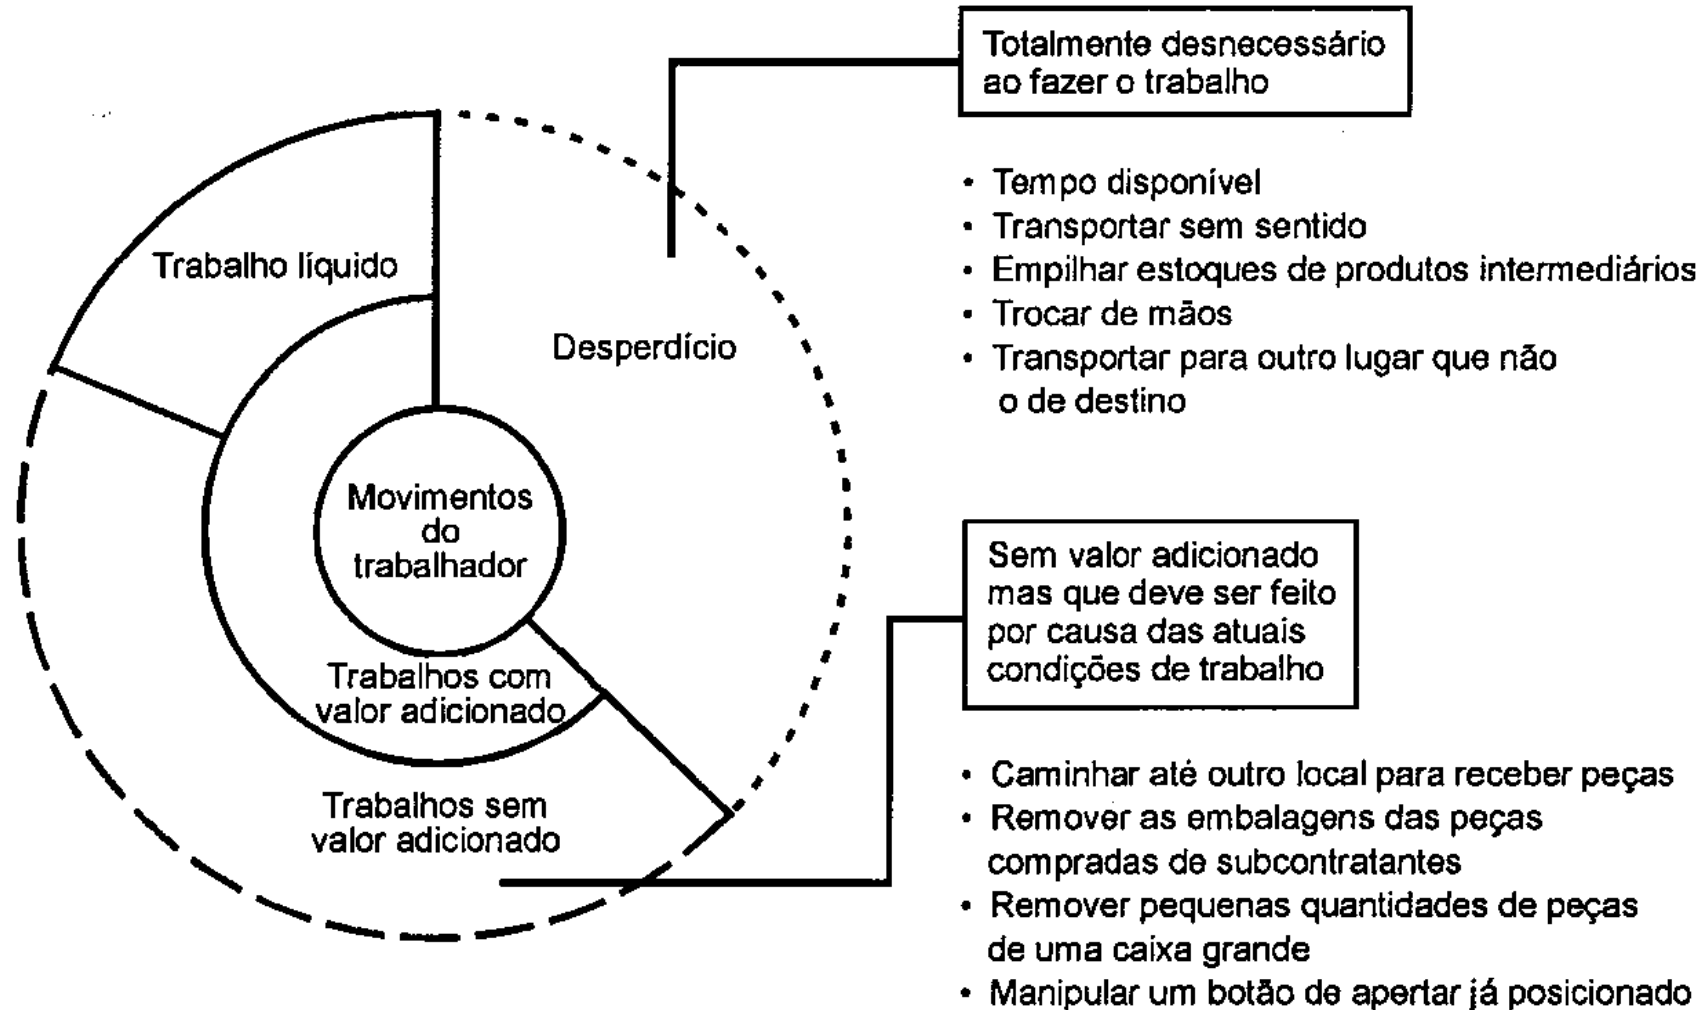 Totalmente desnecessário
ao fazer o trabalho
• Tempo disponível
• Transportar sem sentido
• Empilhar estoques de produtos intermediários
• Trocar de mãos
• Transportar para outro lugar que não
o de destino
Trabalho líquido
Desperdício
Movimentos
do
trabalhador
Trabalhos com
valor adicionado
Trabalhos sem
valor adicionado
Sem valor adicionado
mas que deve ser feito
por causa das atuais
condições de trabalho
• Caminhar até outro local para receber peças
• Remover as embalagens das peças
compradas de subcontratantes
• Remover pequenas quantidades de peças
de uma caixa grande
• Manipular um botão de apertar já posicionado